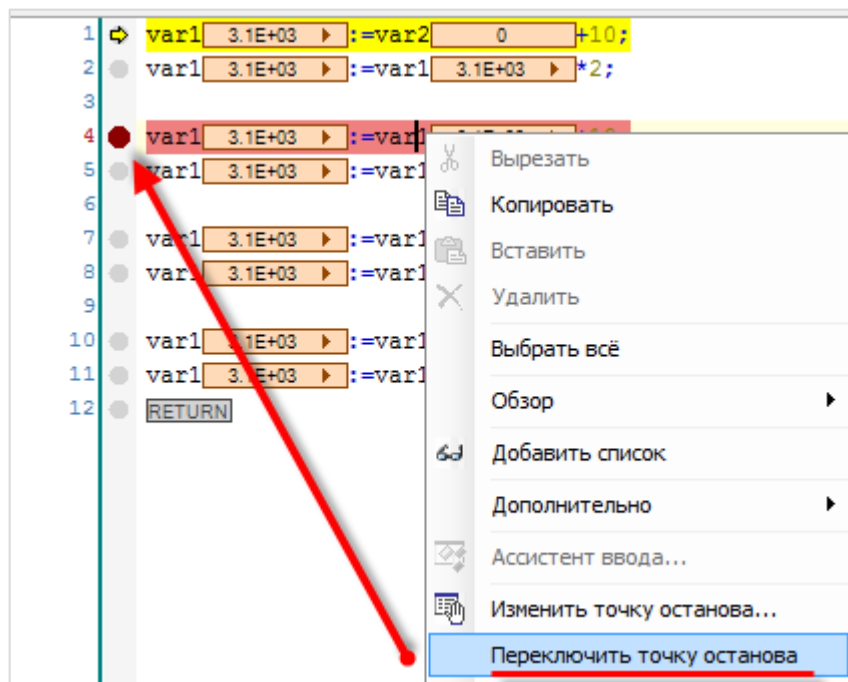 1 var1 3.1E+03 :=var2 0 +10;
2 var1 3.1E+03 :=var1 3.1E+03 *2;
3
4 var1 3.1E+03 :=var1
5 var1 3.1E+03 :=var1
6
7 var1 3.1E+03 :=var1
8 var1 3.1E+03 :=var1
9
10 var1 3.1E+03 :=var1
11 var1 3.1E+03 :=var1
12 RETURN
Вырезать
Копировать
Вставить
Удалить
Выбрать всё
Обзор
Добавить список
Дополнительно
Ассистент ввода...
Изменить точку останова...
Переключить точку останова